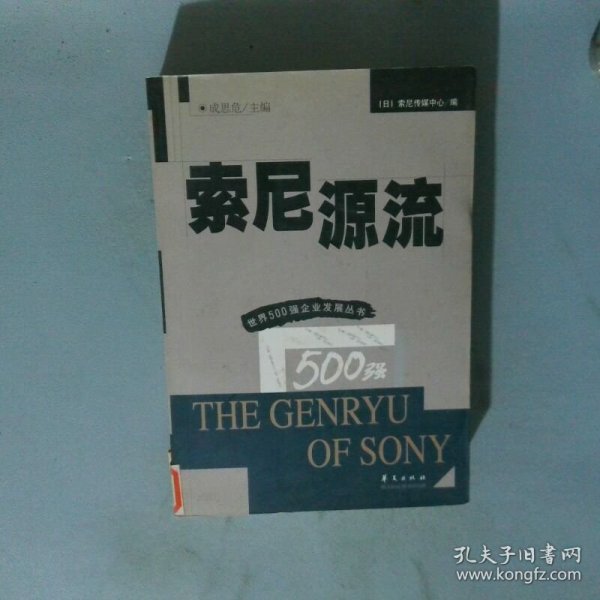 成思危/主编
〔日〕索尼传媒中心/编
索尼源流
世界500强企业发展丛书
500强
THE GENRYU
OF SONY
华夏出版社
孔夫子旧书网
www.kongfz.com